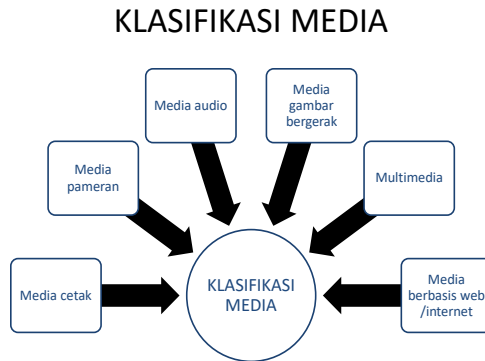 KLASIFIKASI MEDIA
Media audio
Media
gambar
bergerak
Media
pameran
Multimedia
Media cetak
KLASIFIKASI
MEDIA
Media
berbasis web
/internet